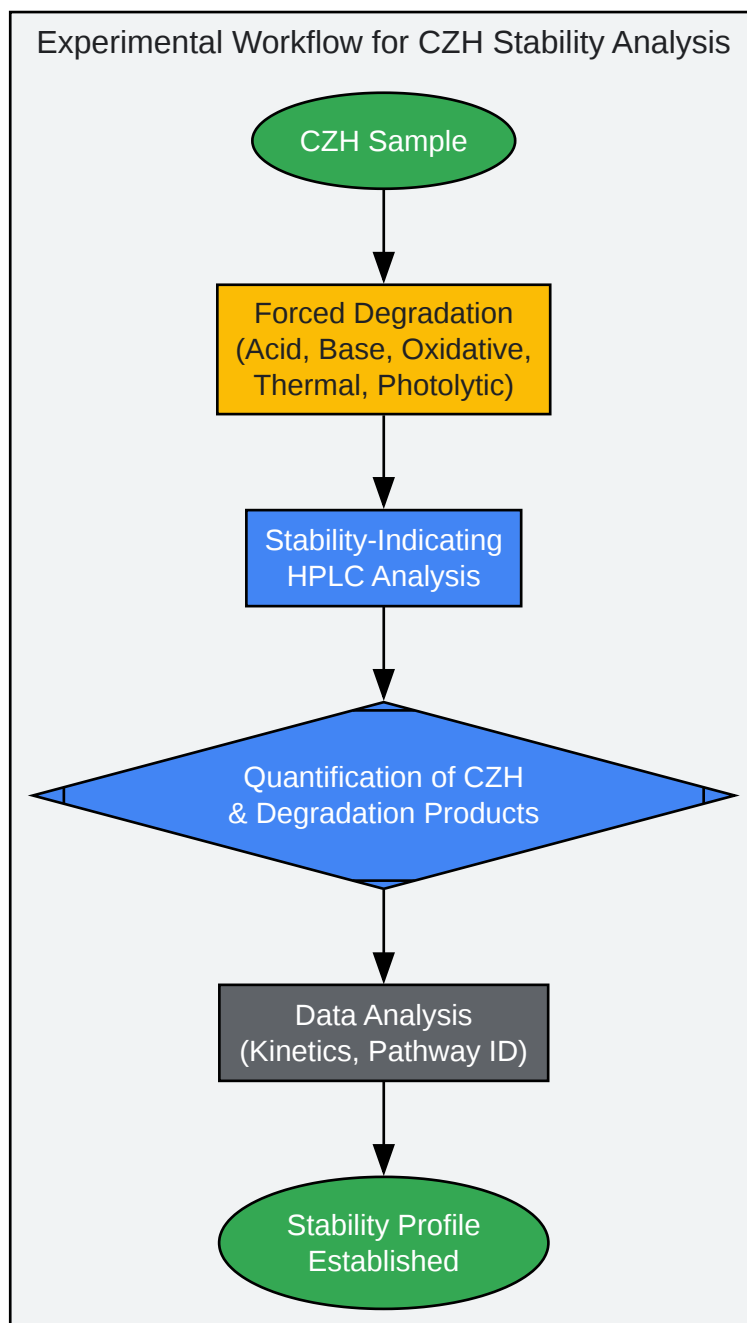 Experimental Workflow for CZH Stability Analysis
CZH Sample
Forced Degradation
(Acid, Base, Oxidative,
Thermal, Photolytic)
Stability-Indicating
HPLC Analysis
Quantification of CZH
& Degradation Products
Data Analysis
(Kinetics, Pathway ID)
Stability Profile
Established